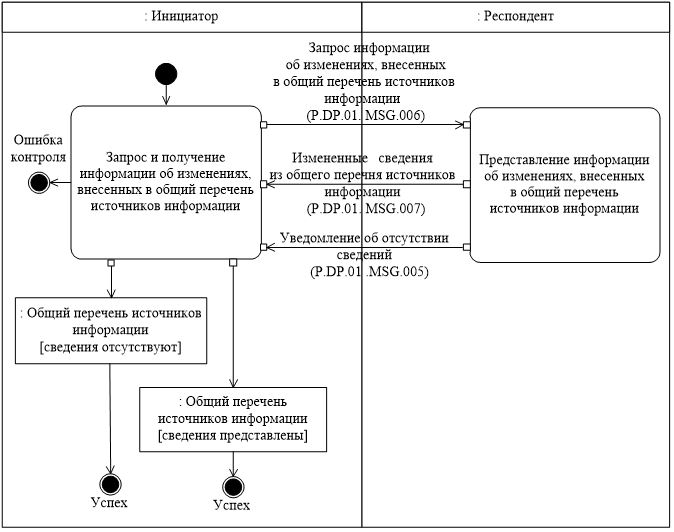 : Инициатор
: Респондент
Запрос информации
об изменениях, внесенных
в общий перечень источников
информации
(P.DP.01. MSG.006)
Ошибка
контроля
Запрос и получение
информации об изменениях,
внесенных в общий перечень
источников информации
Измененные сведения
из общего перечня источников
информации
(P.DP.01. MSG.007)
Представление информации
об изменениях, внесенных
в общий перечень
источников информации
Уведомление об отсутствии
сведений
(P.DP.01 .MSG.005)
: Общий перечень источников
информации
[сведения отсутствуют]
: Общий перечень
источников информации
[сведения представлены]
Успех
Успех